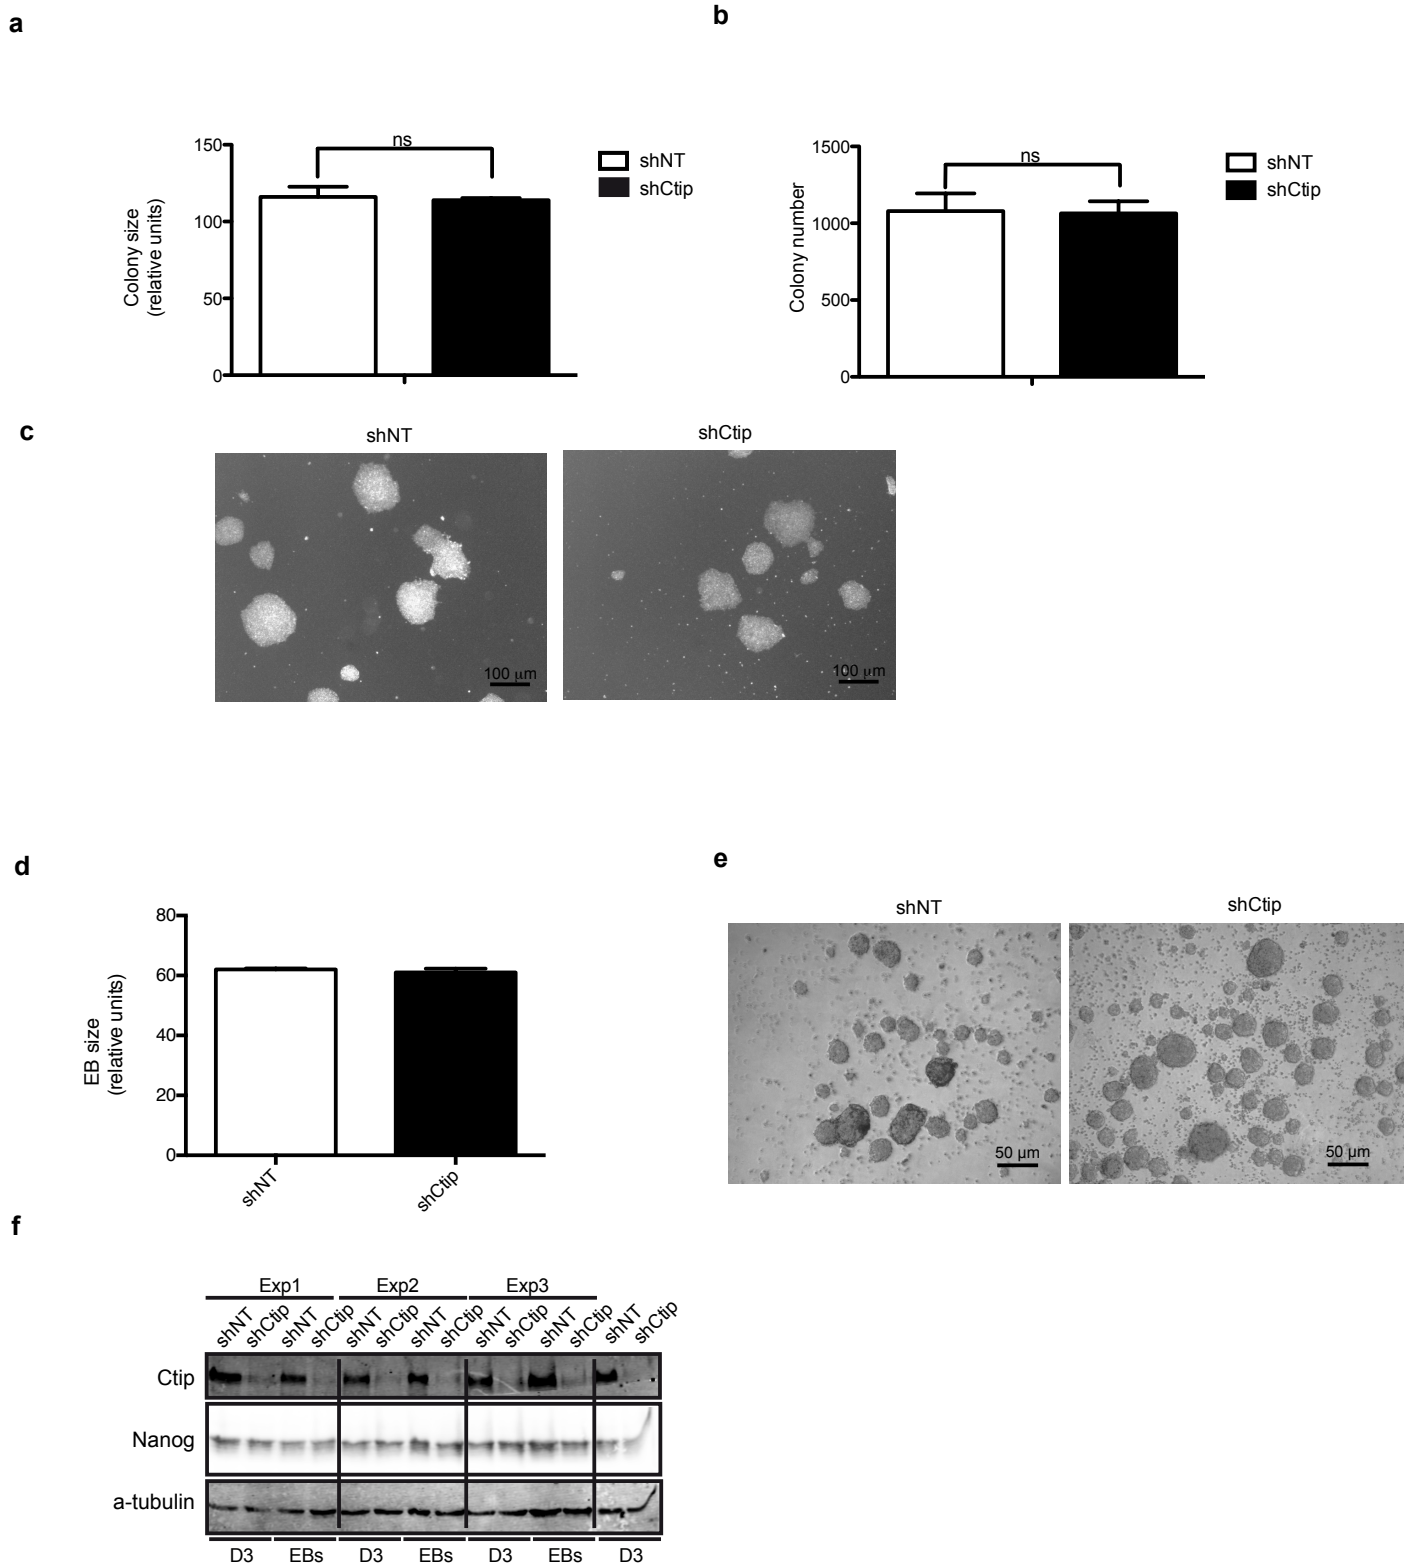 a
b
150
100
50
0
Colony size
(relative units)
ns
shNT
shCtip
1500
1000
500
0
Colony number
ns
shNT
shCtip
c
shNT
shCtip
100 µm
100 µm
d
e
80
60
40
20
0
EB size
(relative units)
shNT
shCtip
shNT
shCtip
50 µm
50 µm
f
Exp1 Exp2 Exp3
shNT shCtip shNT shCtip shNT shCtip shNT shCtip shNT shCtip shNT shCtip shNT shCtip
Ctip
Nanog
a-tubulin
D3 EBs D3 EBs D3 EBs D3